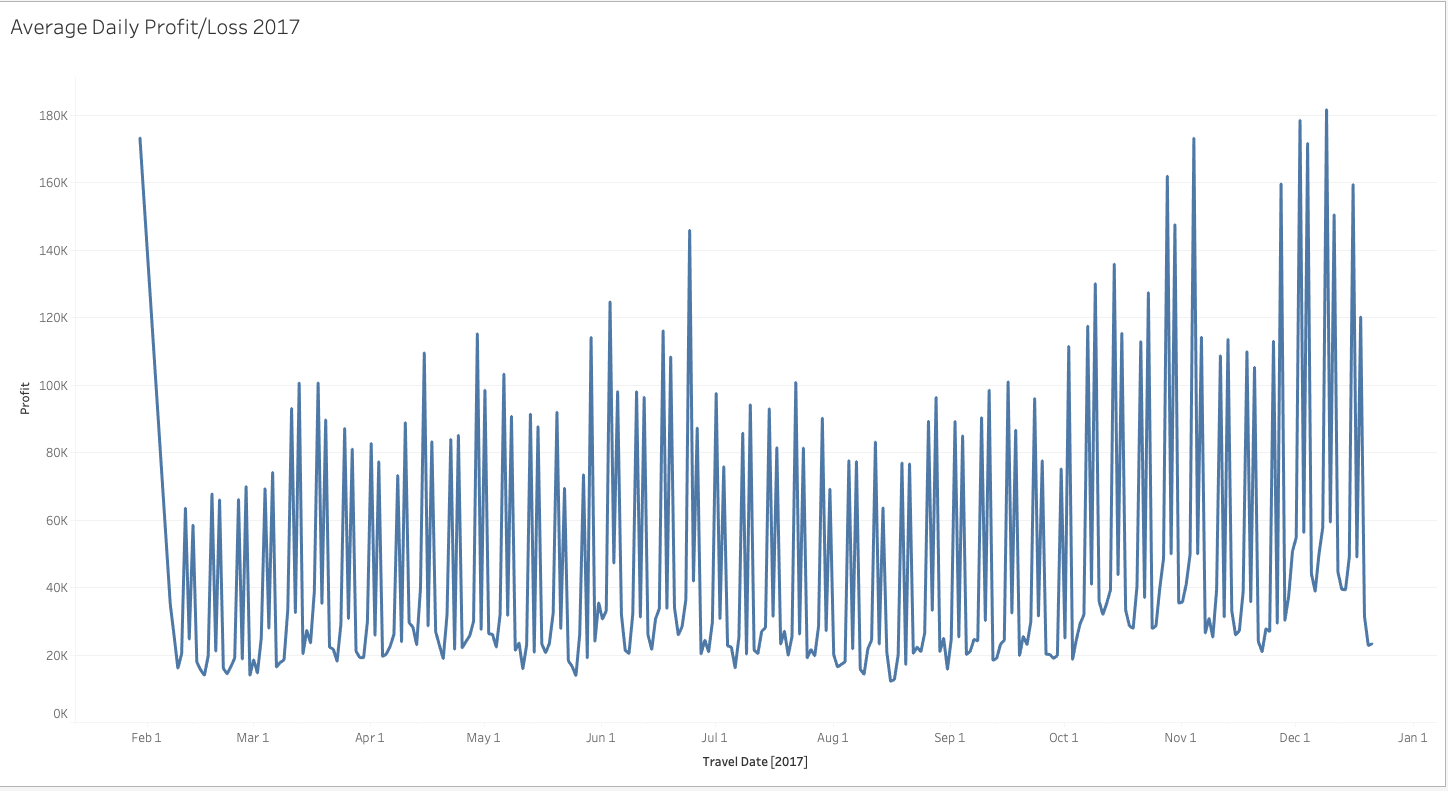 Average Daily Profit/Loss 2017
180K
160K
140K
120K
100K
80K
60K
40K
20K
0K
Profit
Feb 1 Mar 1 Apr 1 May 1 Jun 1 Jul 1 Aug 1 Sep 1 Oct 1 Nov 1 Dec 1 Jan 1
Travel Date [2017]